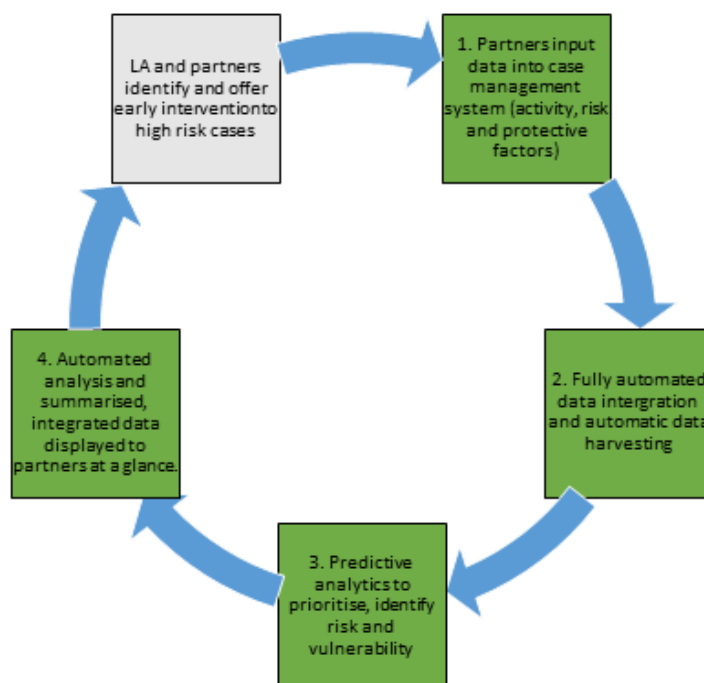 LA and partners
identify and offer
early interventionto
high risk cases
1. Partners input
data into case
management
system (activity, risk
and protective
factors)
2. Fully automated
data intergration
and automatic data
harvesting
3. Predictive
analytics to
prioritise, identify
risk and
vulnerability
4. Automated
analysis and
summarised,
integrated data
displayed to
partners at a glance.